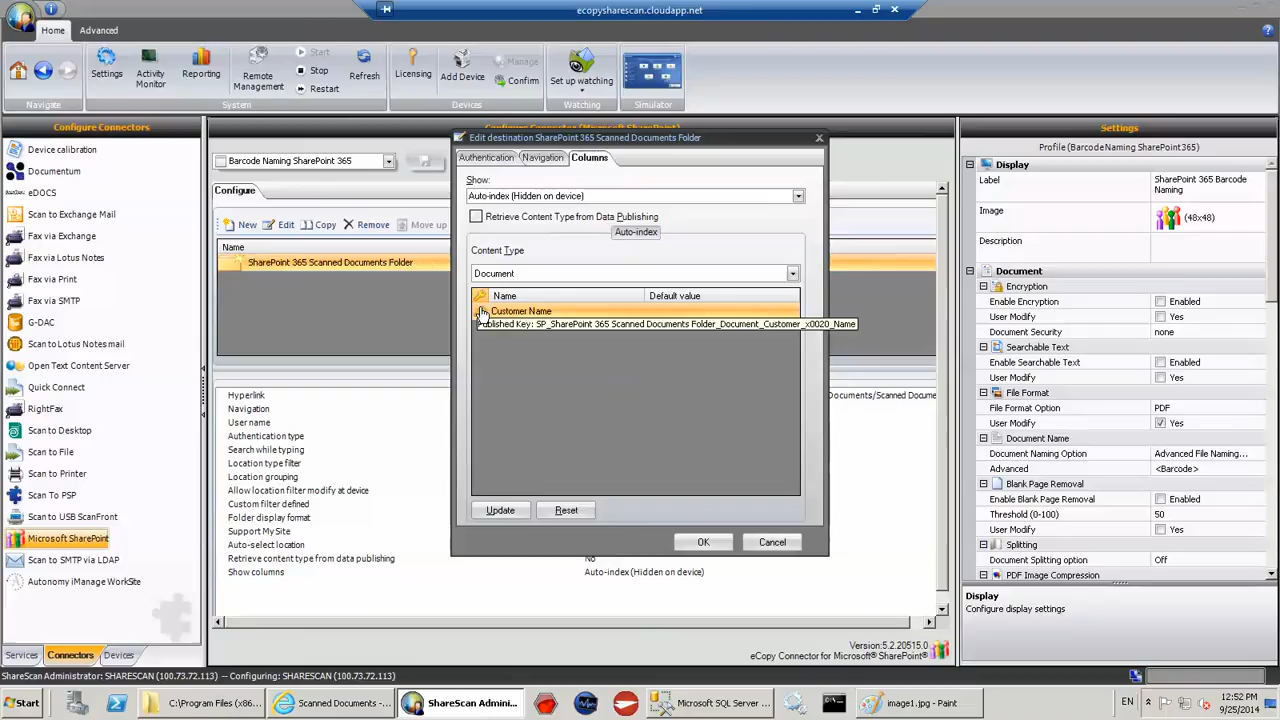 ecopysharescan.cloudapp.net
Home
Advanced
Settings
Activity
Monitor
Reporting
Remote
Management
Start
Stop
Restart
Refresh
Licensing
Add Device
Manage
Confirm
Set up watching
Simulator
Navigate
System
Devices
Watching
Simulator
Configure Connectors
Device calibration
Documentum
eDOCS
Scan to Exchange Mail
Fax via Exchange
Fax via Lotus Notes
Fax via Print
Fax via SMTP
G-DAC
Scan to Lotus Notes mail
Open Text Content Server
Quick Connect
RightFax
Scan to Desktop
Scan to File
Scan to Printer
Scan To PSP
Scan to USB ScanFront
Microsoft SharePoint
Scan to SMTP via LDAP
Autonomy iManage WorkSite
Services
Connectors
Devices
Barcode Naming SharePoint 365
Configure
New
Edit
Copy
Remove
Move up
Name
SharePoint 365 Scanned Documents Folder
Hyperlink
Documents/Scanned Docume
Navigation
User name
Authentication type
Search while typing
Location type filter
Location grouping
Allow location filter modify at device
Custom filter defined
Folder display format
Support MySite
Auto-select location
Retrieve content type from data publishing
No
Show columns
Auto-index (Hidden on device)
Version:5.2.20515.0
eCopy Connector for Microsoft® SharePoint®
Edit destination SharePoint 365 Scanned Documents Folder
Authentication
Navigation
Columns
Show:
Auto-index (Hidden on device)
Retrieve Content Type from Data Publishing
Auto-index
Content Type
Document
Name
Default value
Customer Name
ublished Key: SP_SharePoint 365 Scanned Documents Folder_Document_Customer_x0020_Name
Update
Reset
OK
Cancel
Settings
Profile (BarcodeNaming SharePoint365)
Display
Label
SharePoint 365 Barcode
Naming
Image
(48x48)
Description
Document
Encryption
Enable Encryption
Enabled
User Modify
Yes
Document Security
none
Searchable Text
Enable Searchable Text
Enabled
User Modify
Yes
File Format
File Format Option
PDF
User Modify
Yes
Document Name
Document Naming Option
Advanced File Naming...
Advanced
<Barcode>
Blank Page Removal
Enable Blank Page Removal
Enabled
Threshold (0-100)
50
User Modify
Yes
Splitting
Document Splitting option
Off
PDF Image Compression
Display
Configure display settings
ShareScan Administrator: SHARESCAN (100.73.72.113) -- Configuring: SHARESCAN (100.73.72.113)
Start
C:\Program Files (x86...
Scanned Documents -...
ShareScan Admini...
Microsoft SQL Server ...
image1.jpg - Paint
EN
12:52 PM
9/25/2014